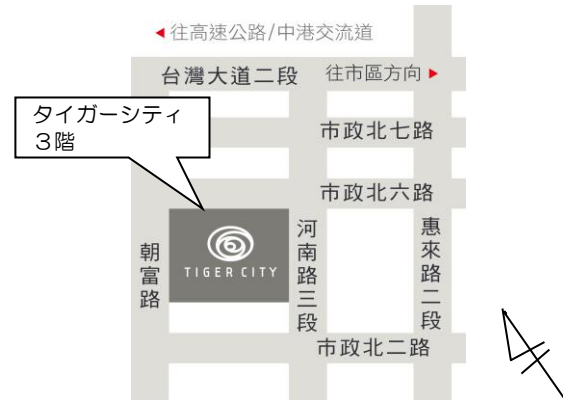 ◀往高速公路/中港交流道
台灣大道二段
往市區方向▶
タイガーシティ
３階
市政北七路
市政北六路
TIGER CITY
朝富路
河南路三段
惠來路二段
市政北二路